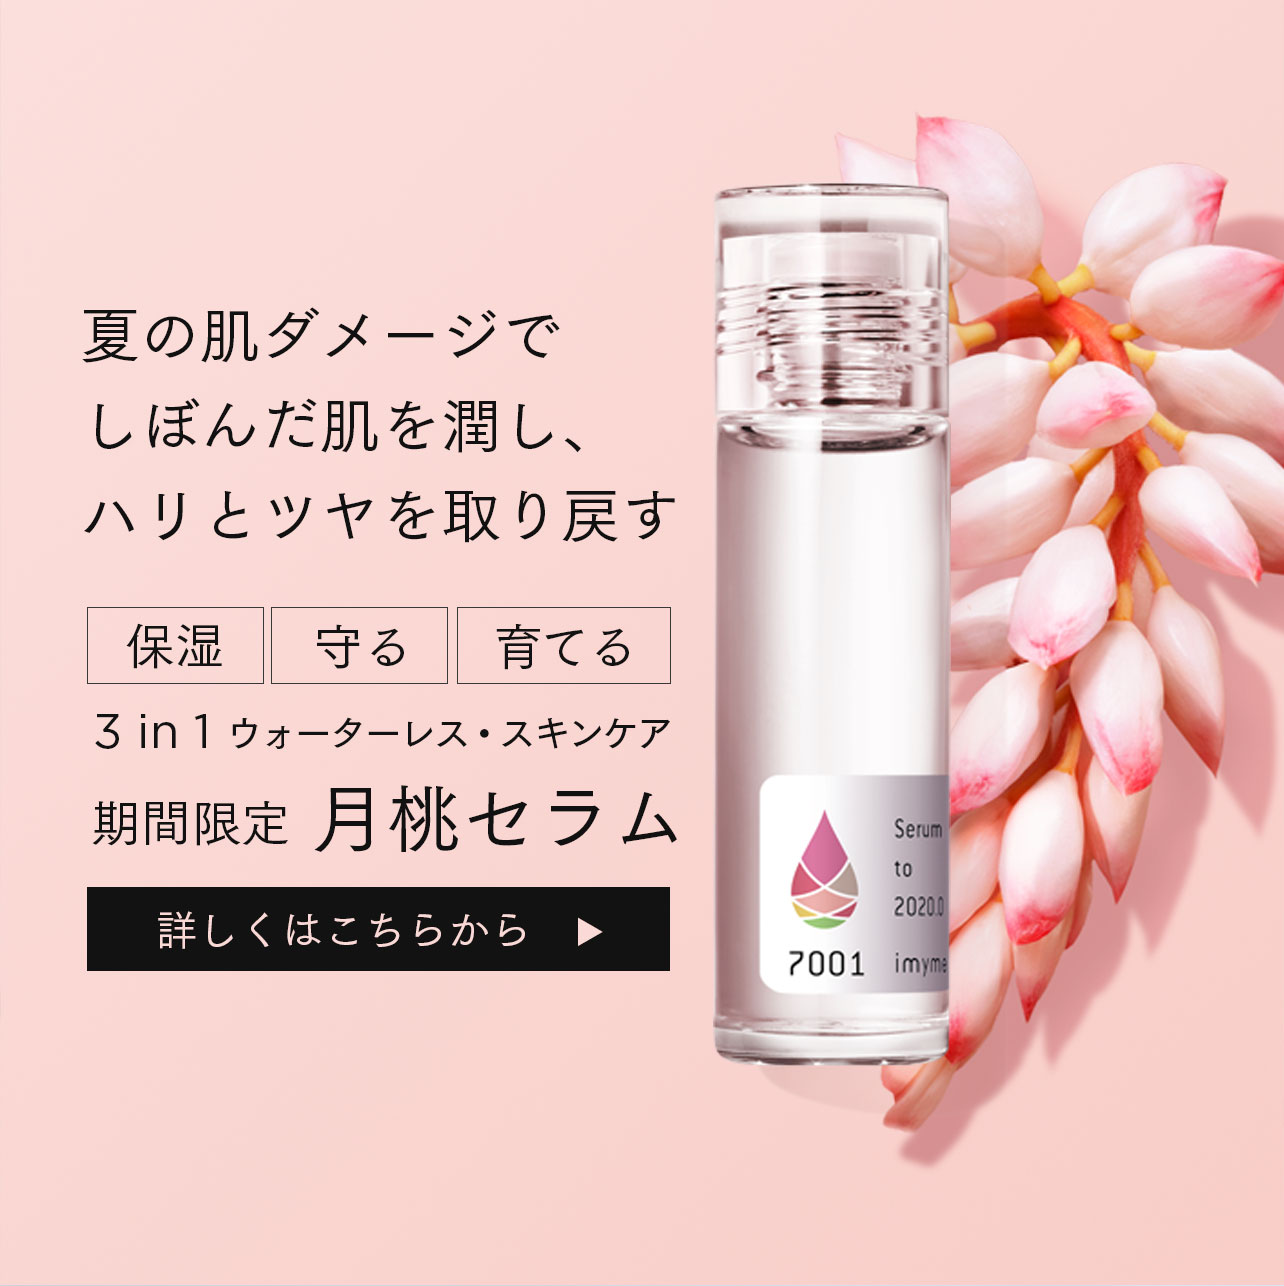 夏の肌ダメージで
しぼんだ肌を潤し、
ハリとツヤを取り戻す
保湿 守る 育てる
3 in 1 ウォーターレス・スキンケア
期間限定 月桃セラム
詳しくはこちらから ▶
Serum
to
2020.0
7001 imyme